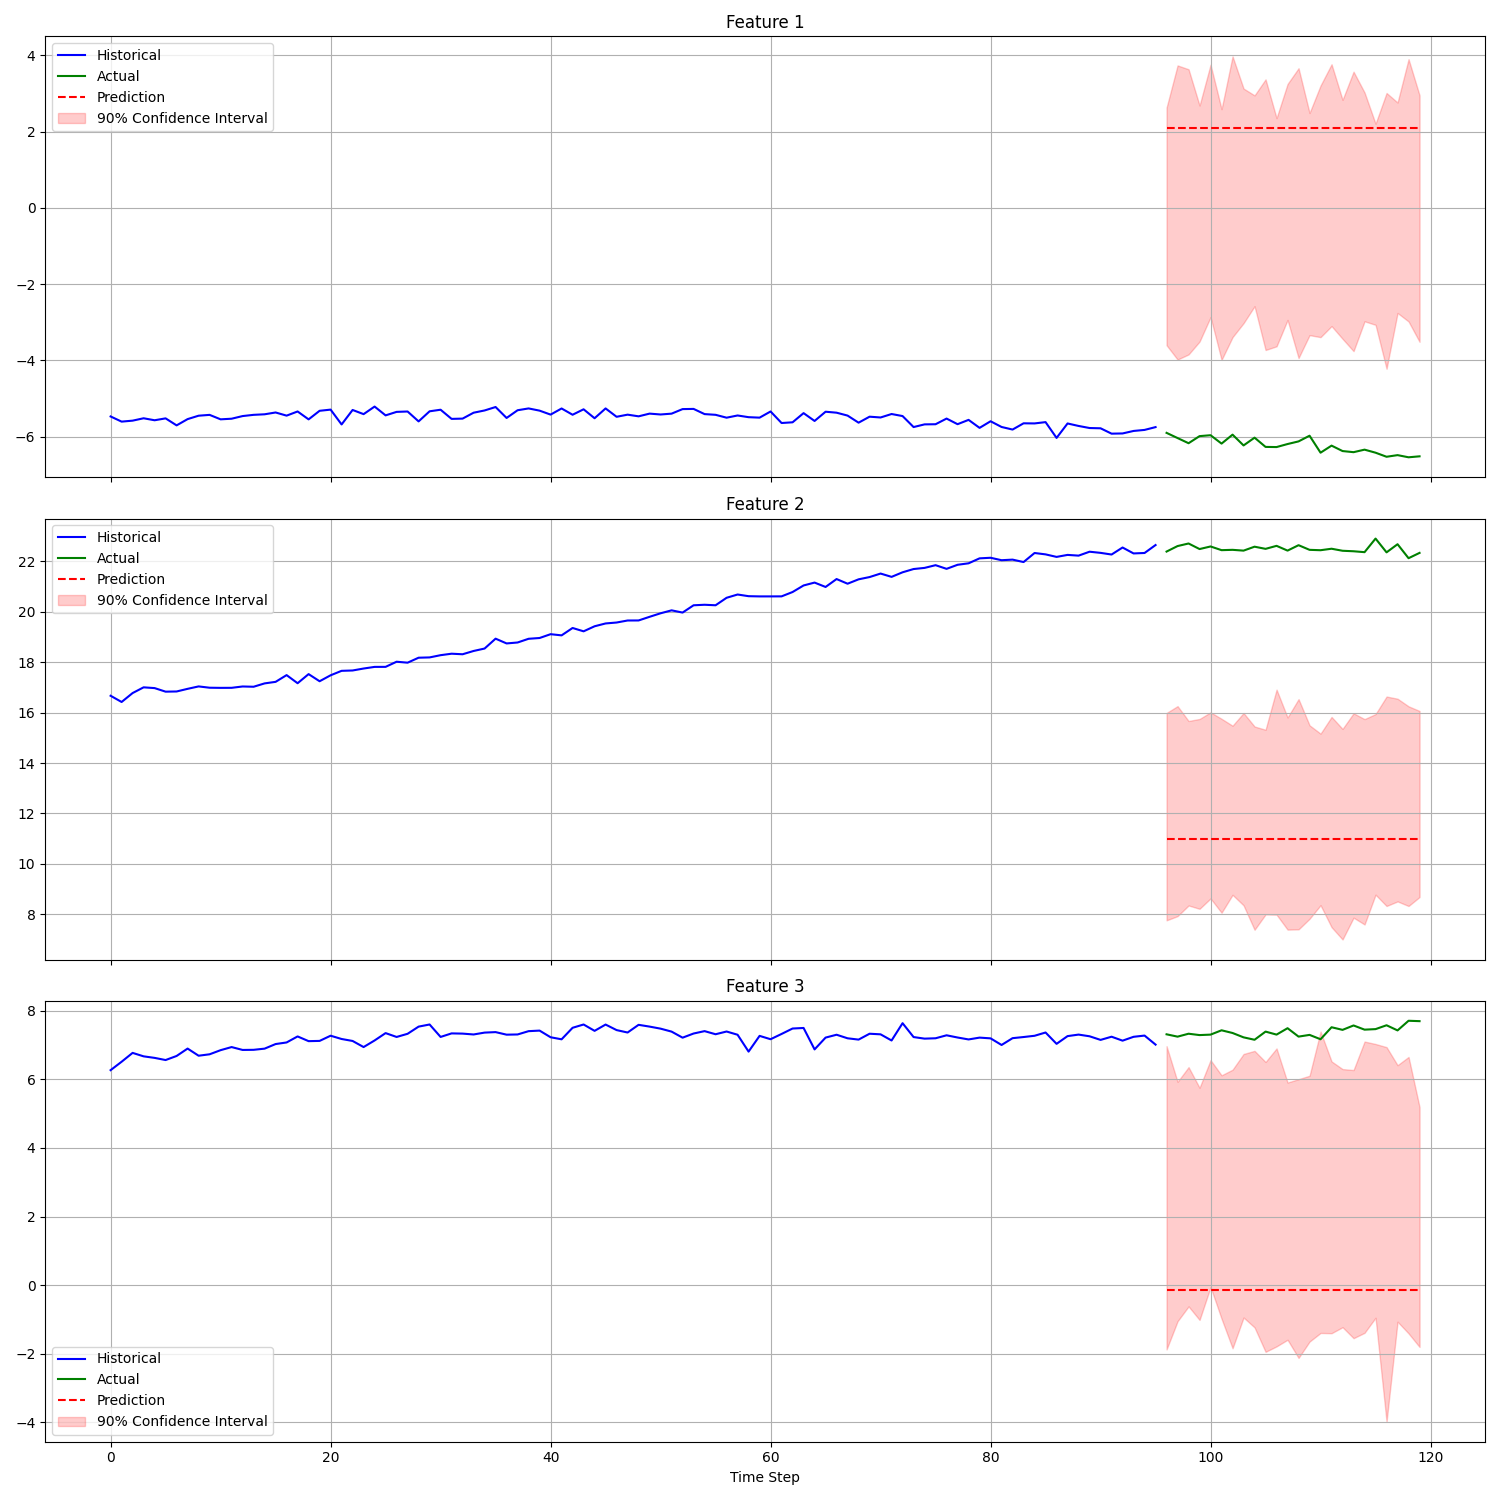 Feature 1
Historical
Actual
Prediction
90% Confidence Interval
4
2
0
−2
−4
−6
Feature 2
Historical
Actual
Prediction
90% Confidence Interval
22
20
18
16
14
12
10
8
Feature 3
Historical
Actual
Prediction
90% Confidence Interval
8
6
4
2
0
−2
−4
0 20 40 60 80 100 120
Time Step